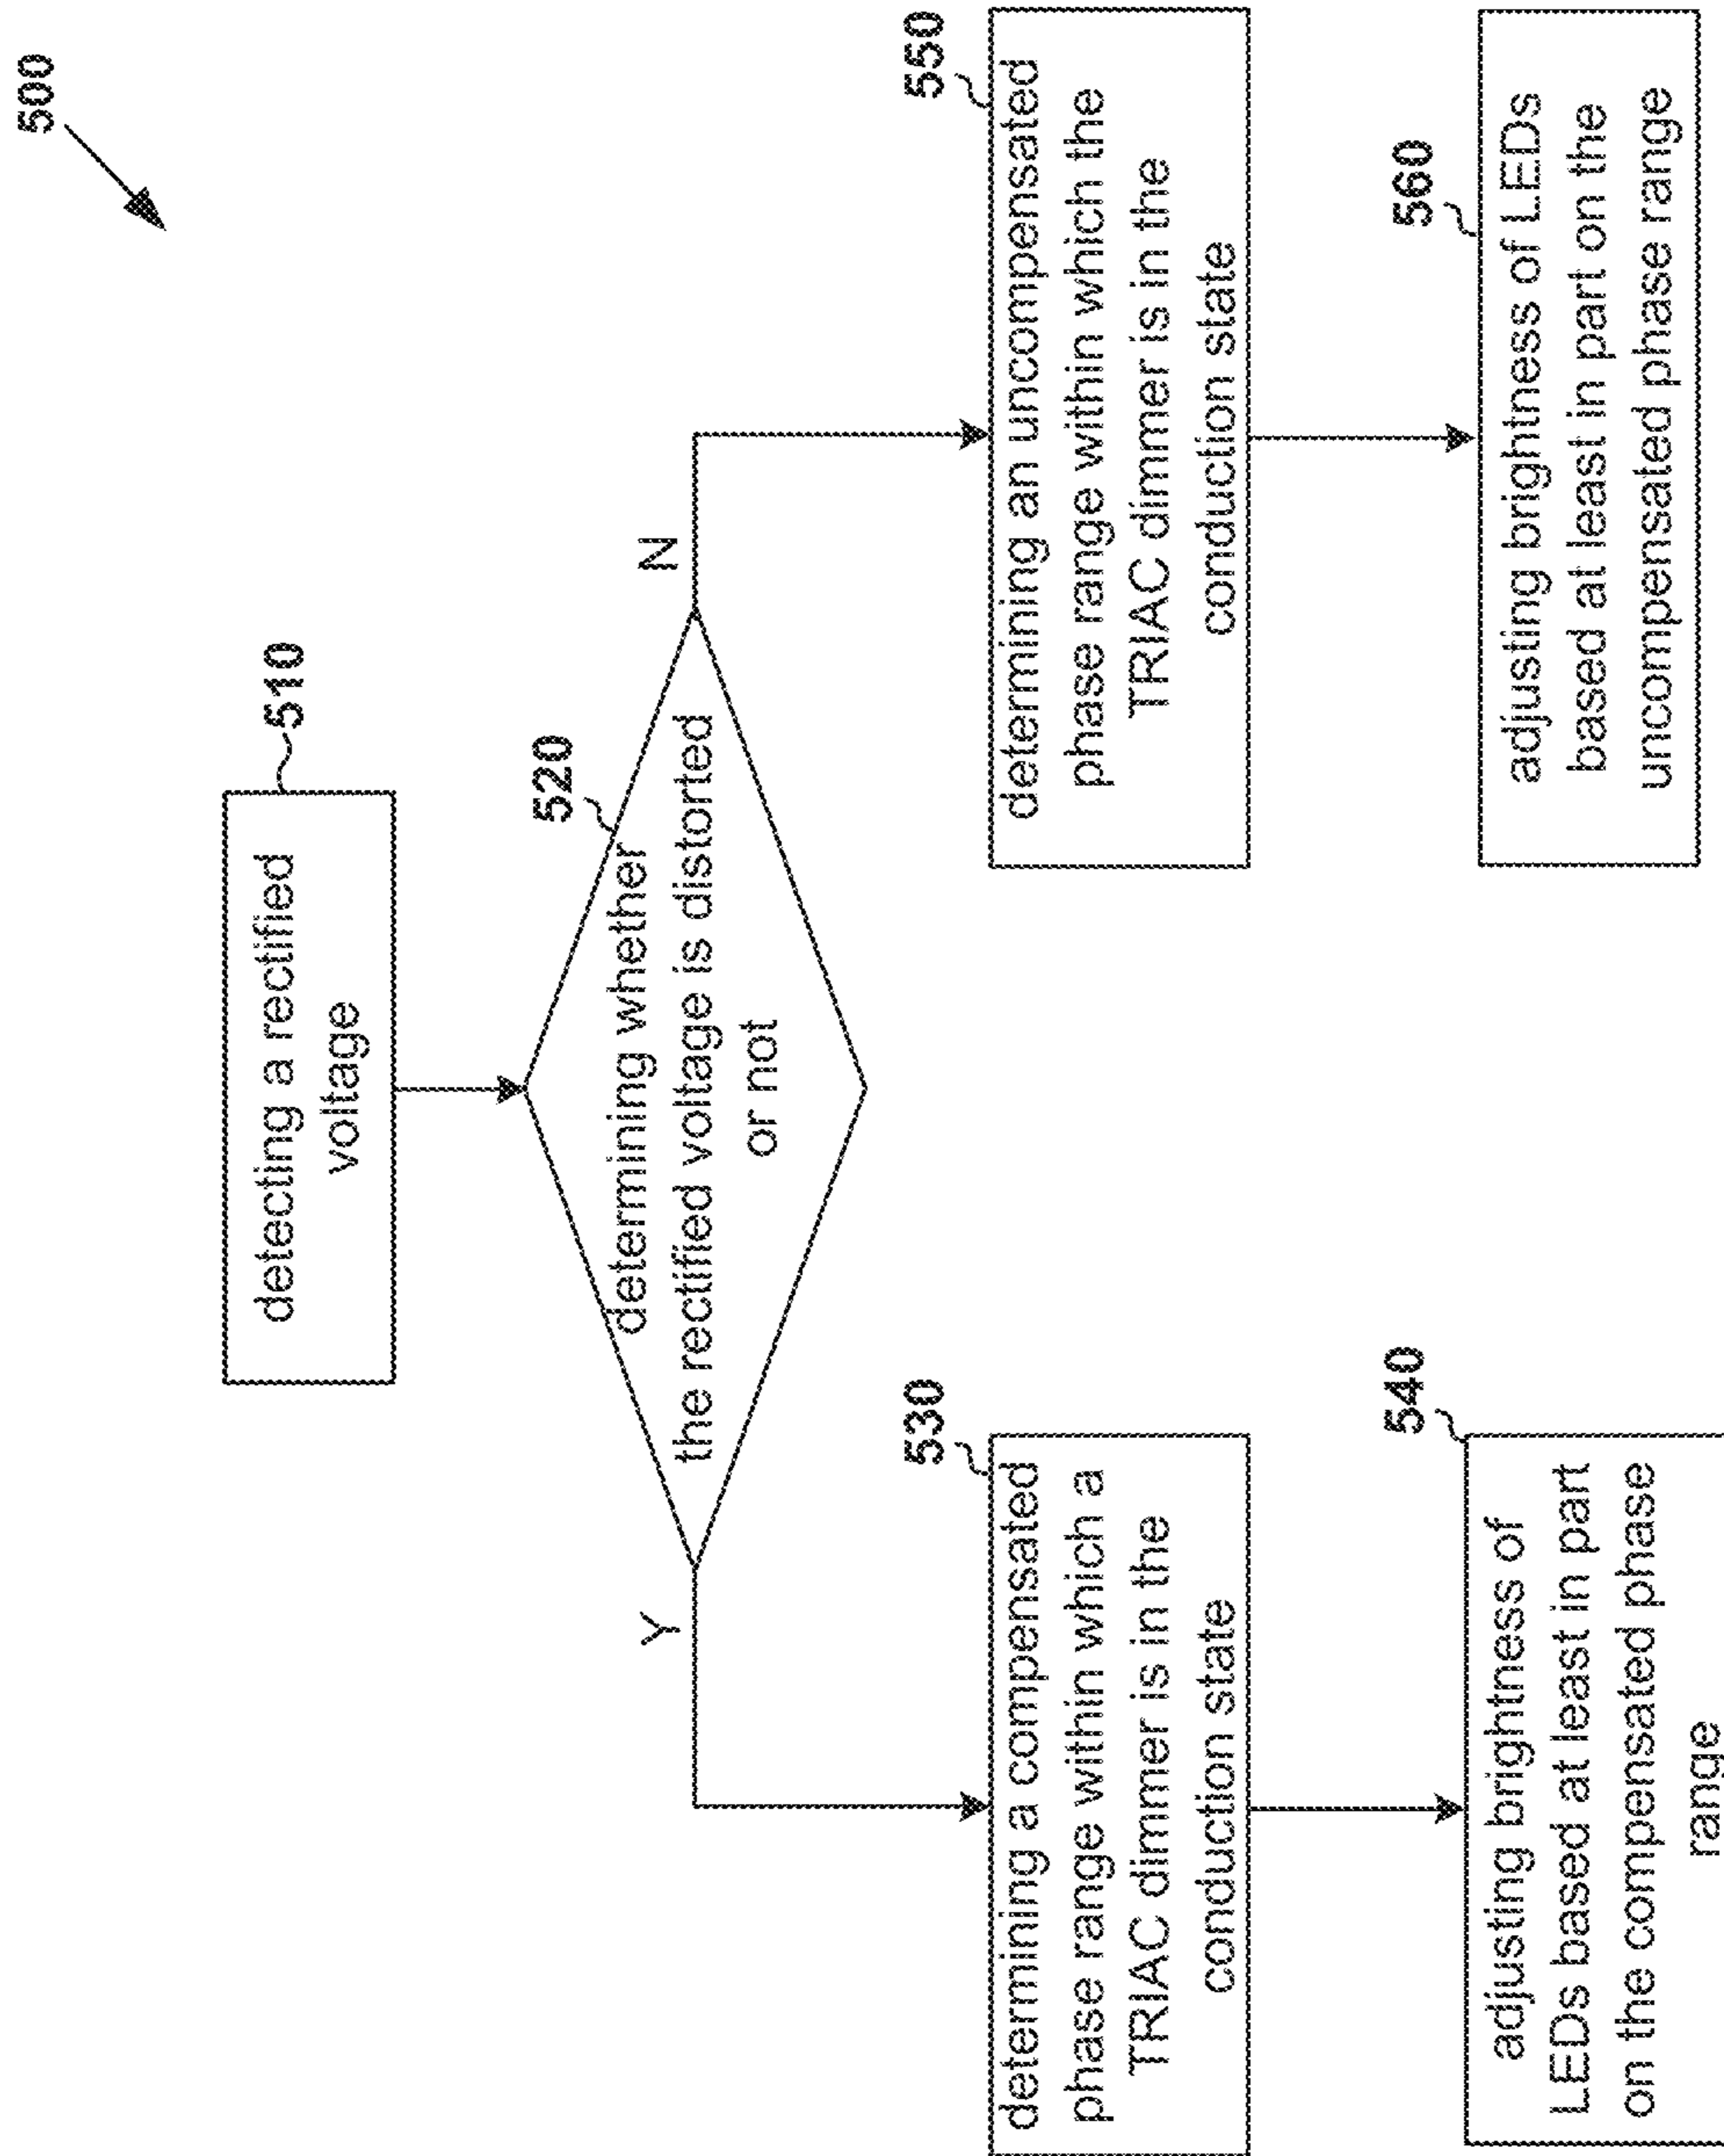 500
510
detecting a rectified
voltage
520
determining whether
the rectified voltage is distorted
or not
Y
N
530
determining a compensated
phase range within which a
TRIAC dimmer is in the
conduction state
540
adjusting brightness of
LEDs based at least in part
on the compensated phase
range
550
determining an uncompensated
phase range within which the
TRIAC dimmer is in the
conduction state
560
adjusting brightness of LEDs
based at least in part on the
uncompensated phase range